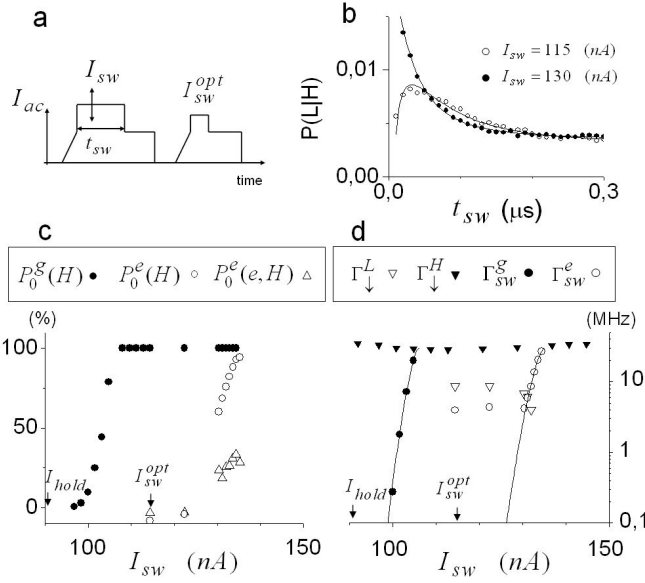 a
I_sw
I_sw^opt
I_ac
t_sw
time
b
P(L|H)
0,01
0,00
0,0
0,3
t_sw (μs)
○ I_sw = 115 (nA)
● I_sw = 130 (nA)
c
P_0^g(H) ● P_0^e(H) ○ P_0^e(e,H) △
(%)
100
50
0
I_hold
I_sw^opt
100
150
I_sw (nA)
d
Γ_↓^L ▽ Γ_↓^H ▼ Γ_sw^g ● Γ_sw^e ○
(MHz)
10
1
0,1
I_hold
I_sw^opt
100
150
I_sw (nA)